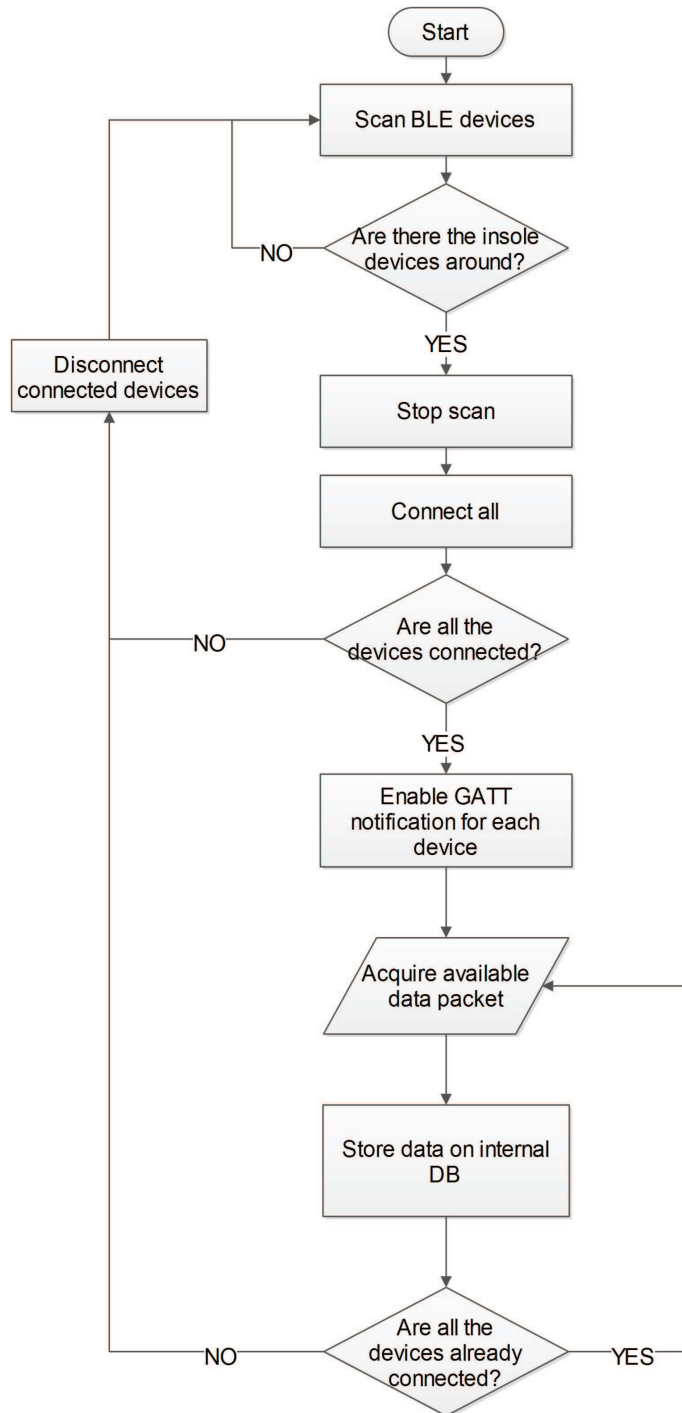 Start
Scan BLE devices
Are there the insole
devices around?
NO
YES
Disconnect
connected devices
Stop scan
Connect all
Are all the
devices connected?
NO
YES
Enable GATT
notification for each
device
Acquire available
data packet
Store data on internal
DB
Are all the
devices already
connected?
NO
YES